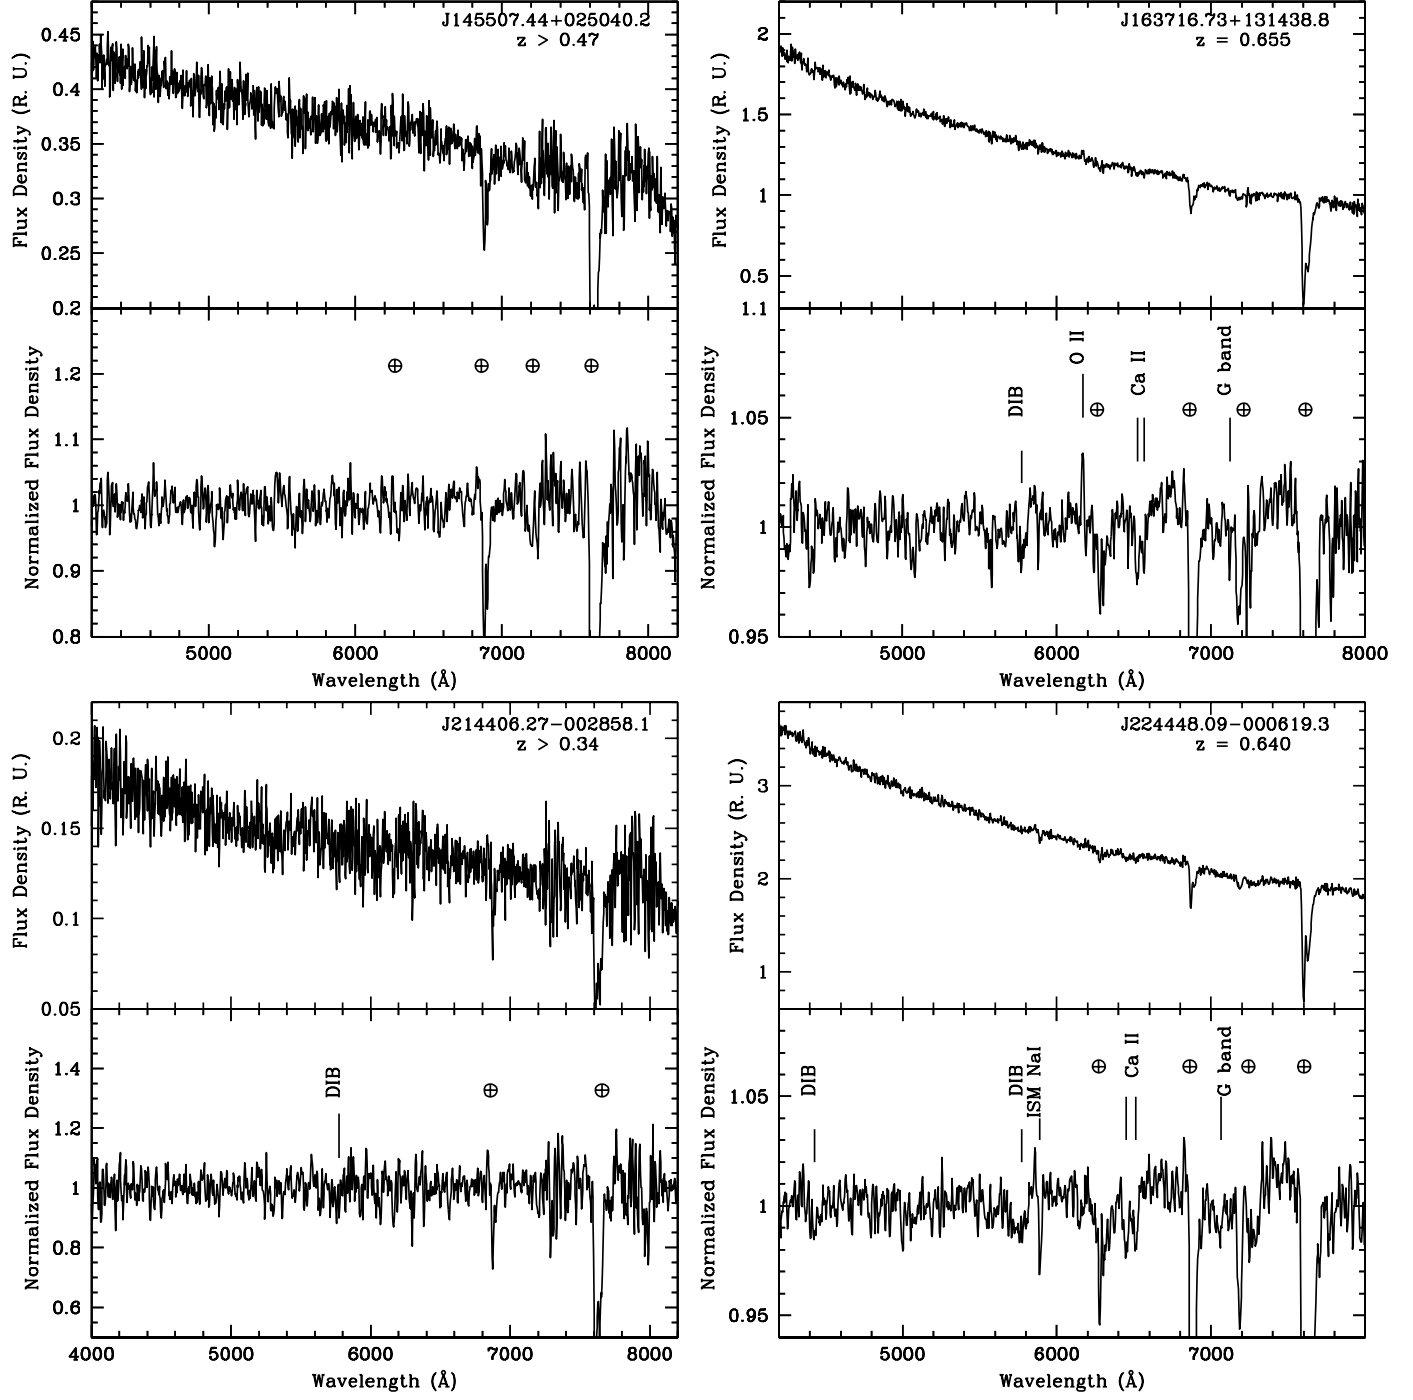 J145507.44+025040.2
z > 0.47
Flux Density (R. U.)
0.45
0.4
0.35
0.3
0.25
0.2
Normalized Flux Density
1.2
1.1
1
0.9
0.8
5000 6000 7000 8000
Wavelength (Å)
J163716.73+131438.8
z = 0.655
Flux Density (R. U.)
2
1.5
1
0.5
1.1
Normalized Flux Density
1.05
1
0.95
DIB
O II
Ca II
G band
5000 6000 7000 8000
Wavelength (Å)
J214406.27−002858.1
z > 0.34
Flux Density (R. U.)
0.2
0.15
0.1
0.05
Normalized Flux Density
1.4
1.2
1
0.8
0.6
DIB
4000 5000 6000 7000 8000
Wavelength (Å)
J224448.09−000619.3
z = 0.640
Flux Density (R. U.)
3
2
1
Normalized Flux Density
1.05
1
0.95
DIB
DIB
ISM NaI
Ca II
G band
5000 6000 7000 8000
Wavelength (Å)